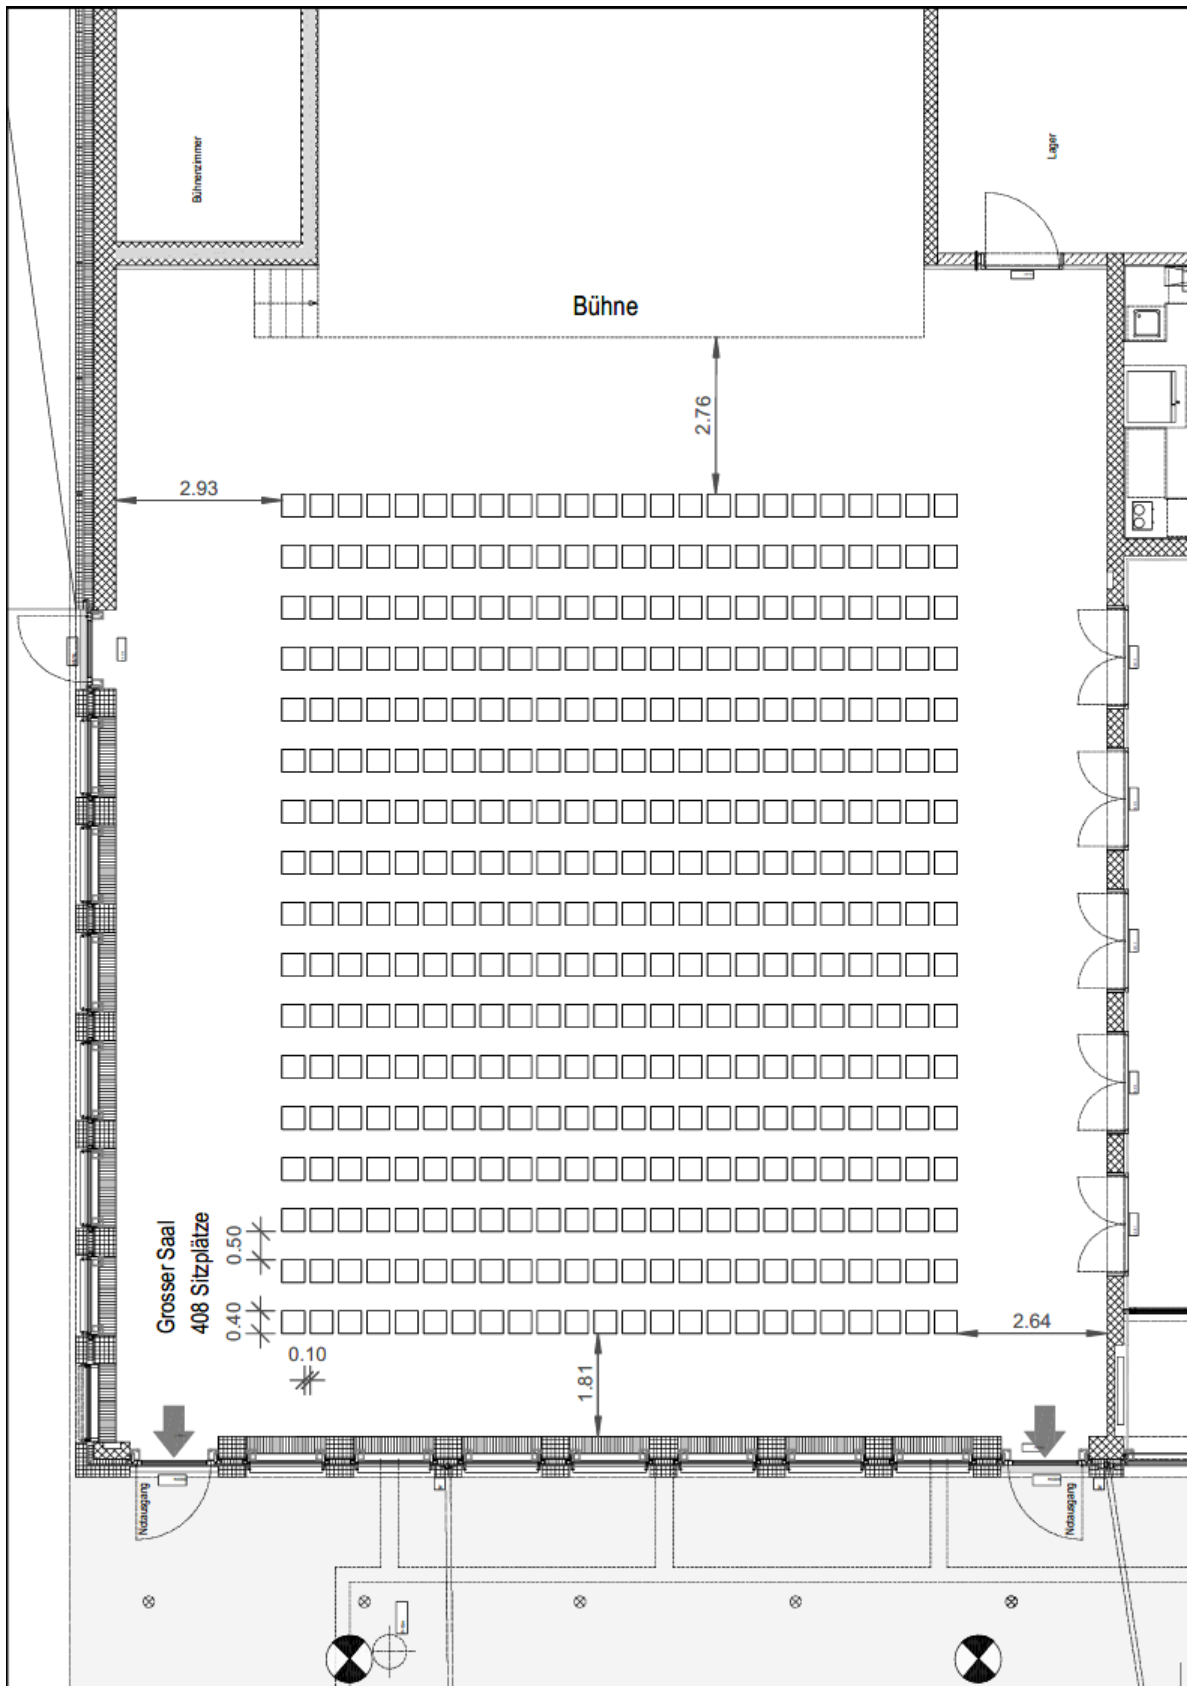 Bühnenzimmer
Lager
Bühne
2.76
2.93
Grosser Saal
408 Sitzplätze
0.50
0.40
0.10
1.81
2.64
Notausgang
Notausgang